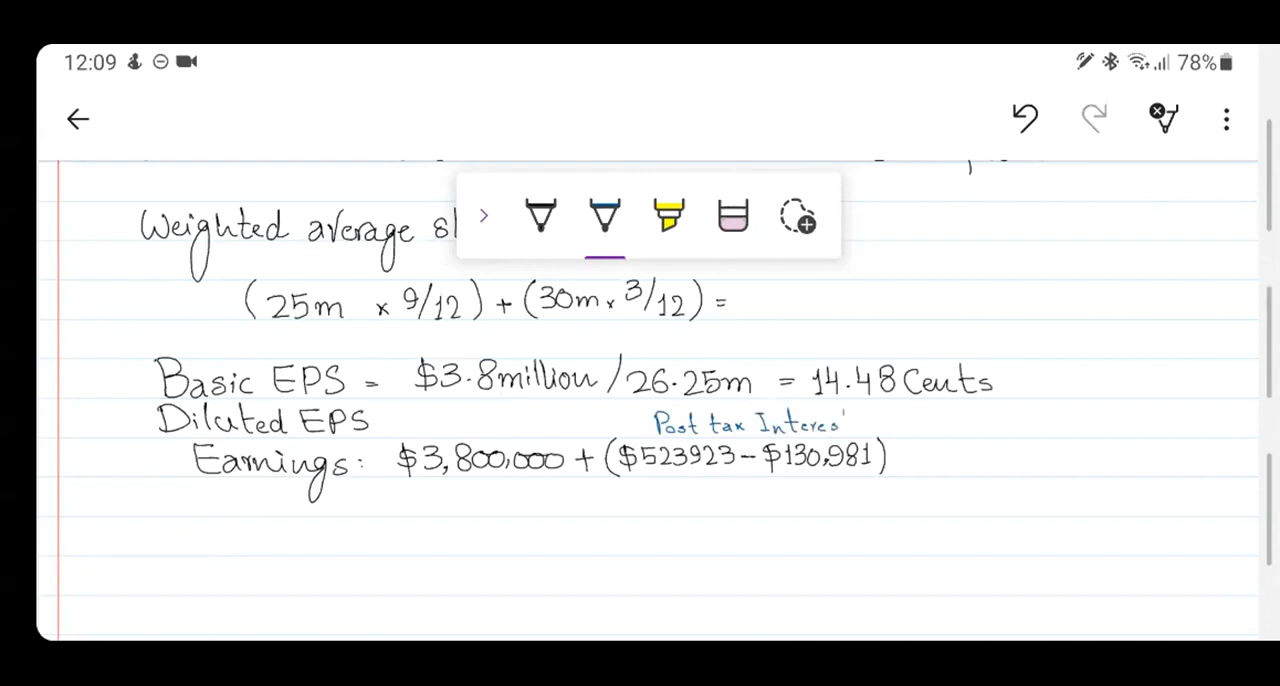 12:09 78%
Weighted average
(25m x 9/12) + (30m x 3/12) =
Basic EPS = $3.8million / 26.25m = 14.48 Cents
Diluted EPS
Post tax Interes
Earnings: $3,800,000 + ($523923 - $130,981)